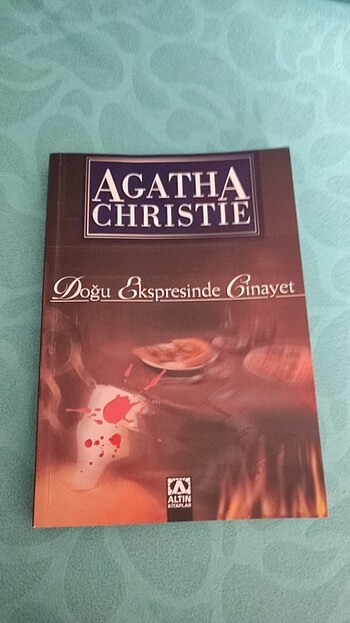 AGATHA
CHRISTIE
Doğu Ekspresinde Cinayet
ALTIN
KİTAPLAR